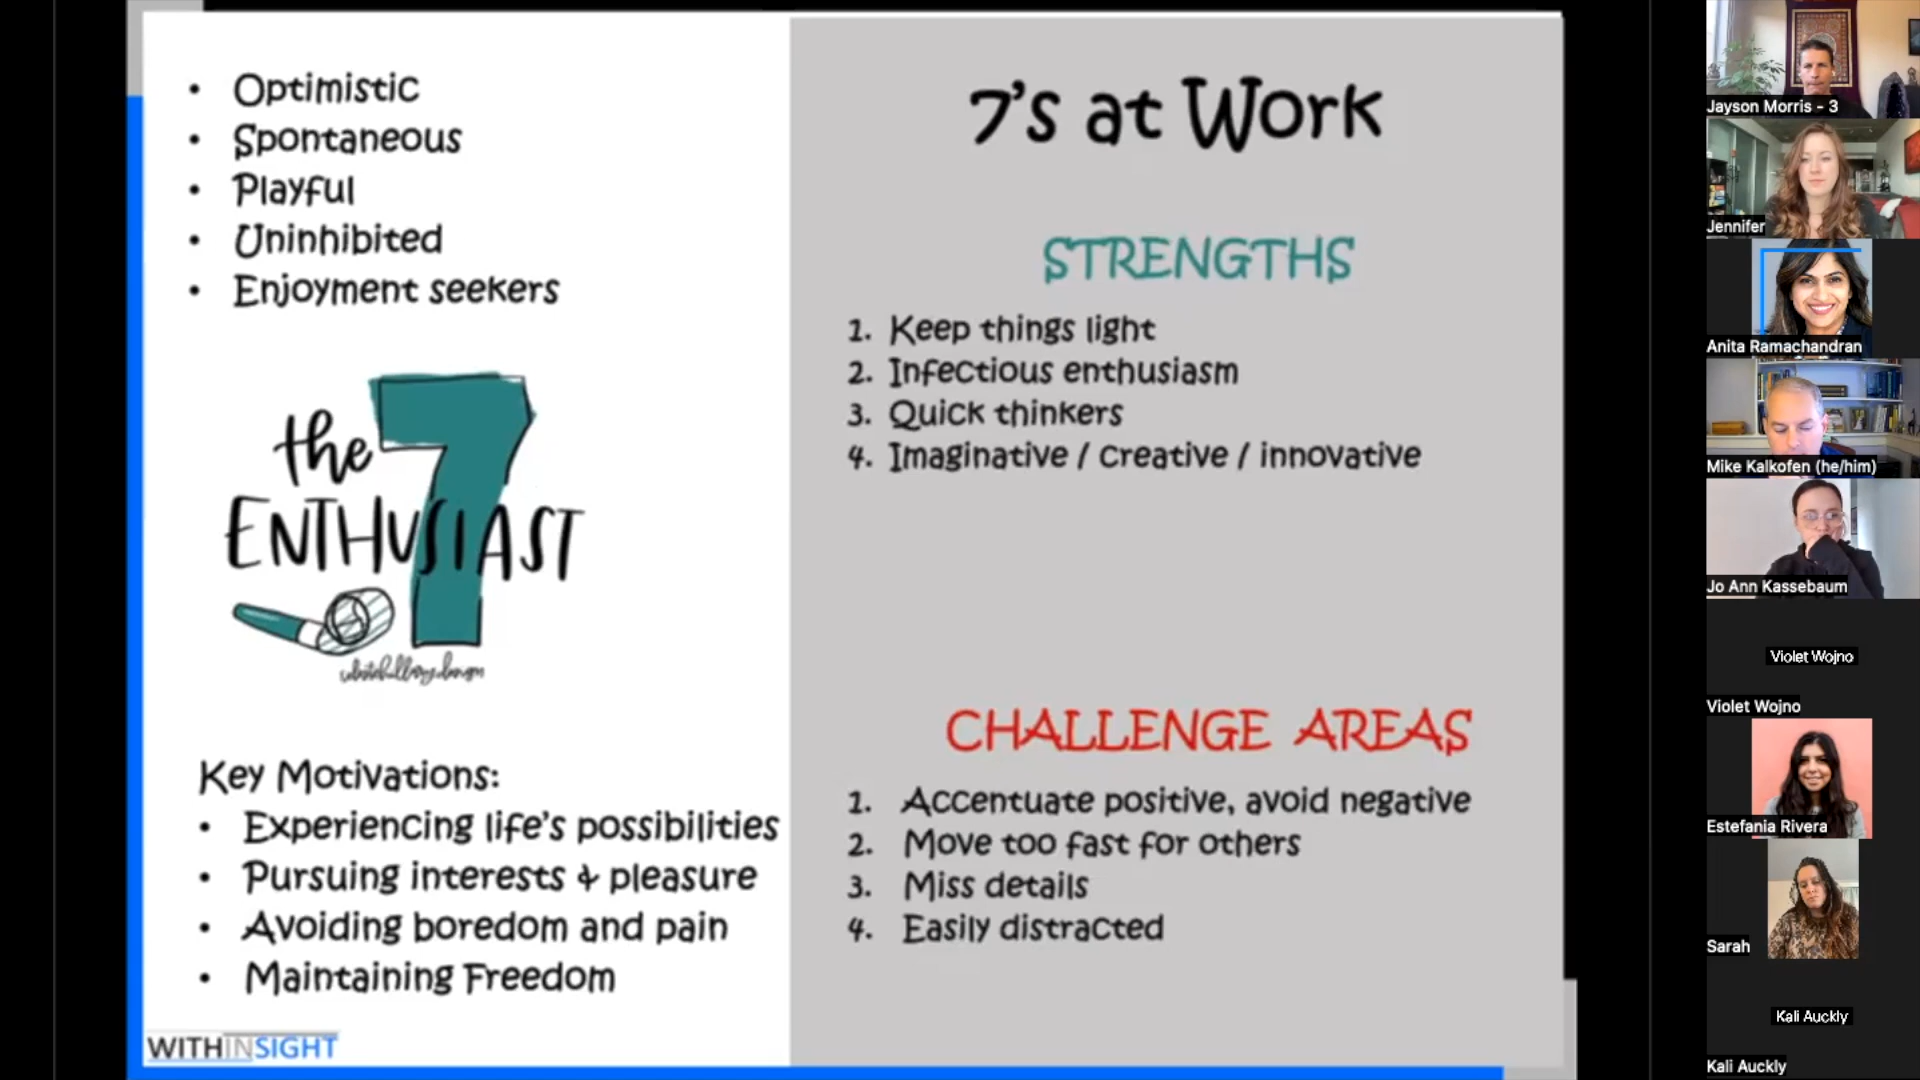 • Optimistic
• Spontaneous
• Playful
• Uninhibited
• Enjoyment seekers
the 7
ENTHUSIAST
Key Motivations:
• Experiencing life's possibilities
• Pursuing interests & pleasure
• Avoiding boredom and pain
• Maintaining Freedom
WITHINSIGHT
7's at Work
STRENGTHS
1. Keep things light
2. Infectious enthusiasm
3. Quick thinkers
4. Imaginative / creative / innovative
CHALLENGE AREAS
1. Accentuate positive, avoid negative
2. Move too fast for others
3. Miss details
4. Easily distracted
Jayson Morris - 3
Jennifer
Anita Ramachandran
Mike Kalkofen (he/him)
Jo Ann Kassebaum
Violet Wojno
Violet Wojno
Estefania Rivera
Sarah
Kali Auckly
Kali Auckly